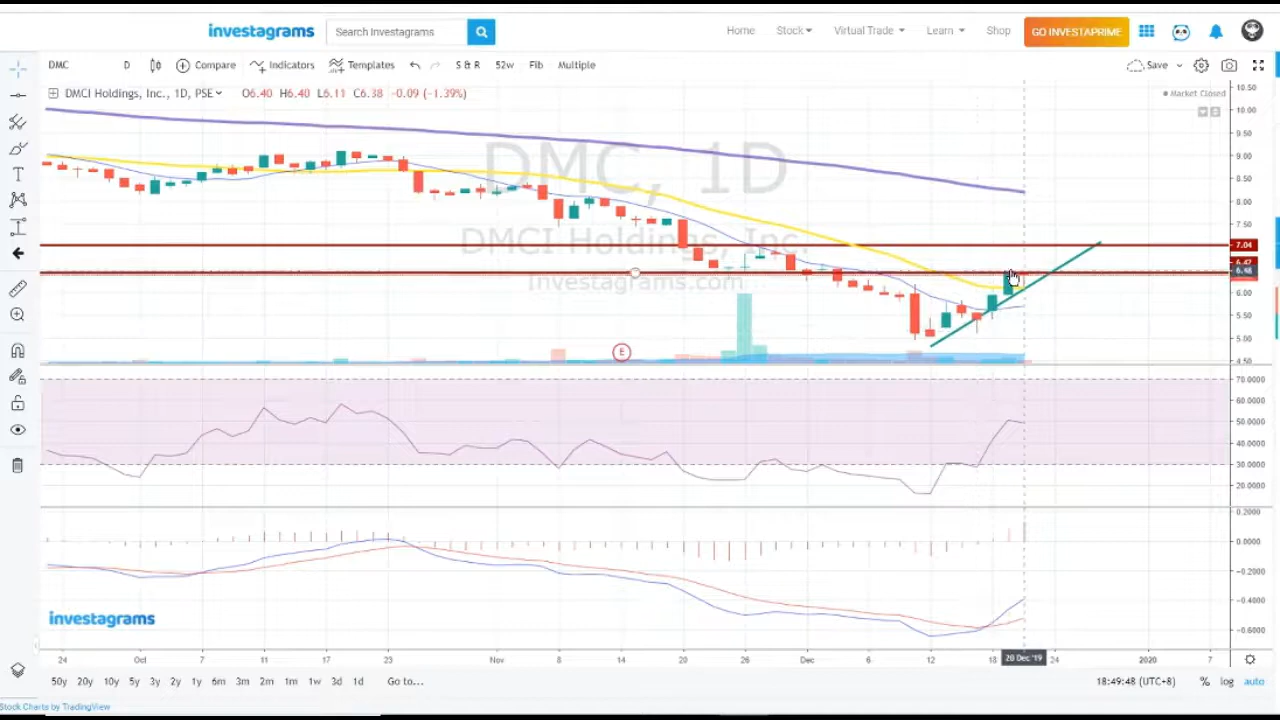 investagrams Search Investagrams Home Stock Virtual Trade Learn Shop GO INVESTAPRIME
DMC D Compare Indicators Templates S & R 52w Fib Multiple
DMCI Holdings, Inc., 1D, PSE O6.40 H6.40 L6.11 C6.38 -0.09 (-1.39%)
Market Closed
10.50
10.00
9.50
9.00
8.50
8.00
7.50
7.04
6.42
6.48
6.00
5.50
5.00
4.50
DMC, 1D
DMCI Holdings, Inc.
Investagrams.com
E
70.0000
60.0000
50.0000
40.0000
30.0000
20.0000
0.2000
0.0000
-0.2000
-0.4000
-0.6000
investagrams
24 Oct 7 11 17 23 Nov 8 14 20 26 Dec 6 12 18 20 Dec '19 24 2020 7
50y 20y 10y 5y 3y 2y 1y 6m 3m 2m 1m 1w 3d 1d Go to... 18:49:48 (UTC+8) % log auto
Stock Charts by TradingView
Save